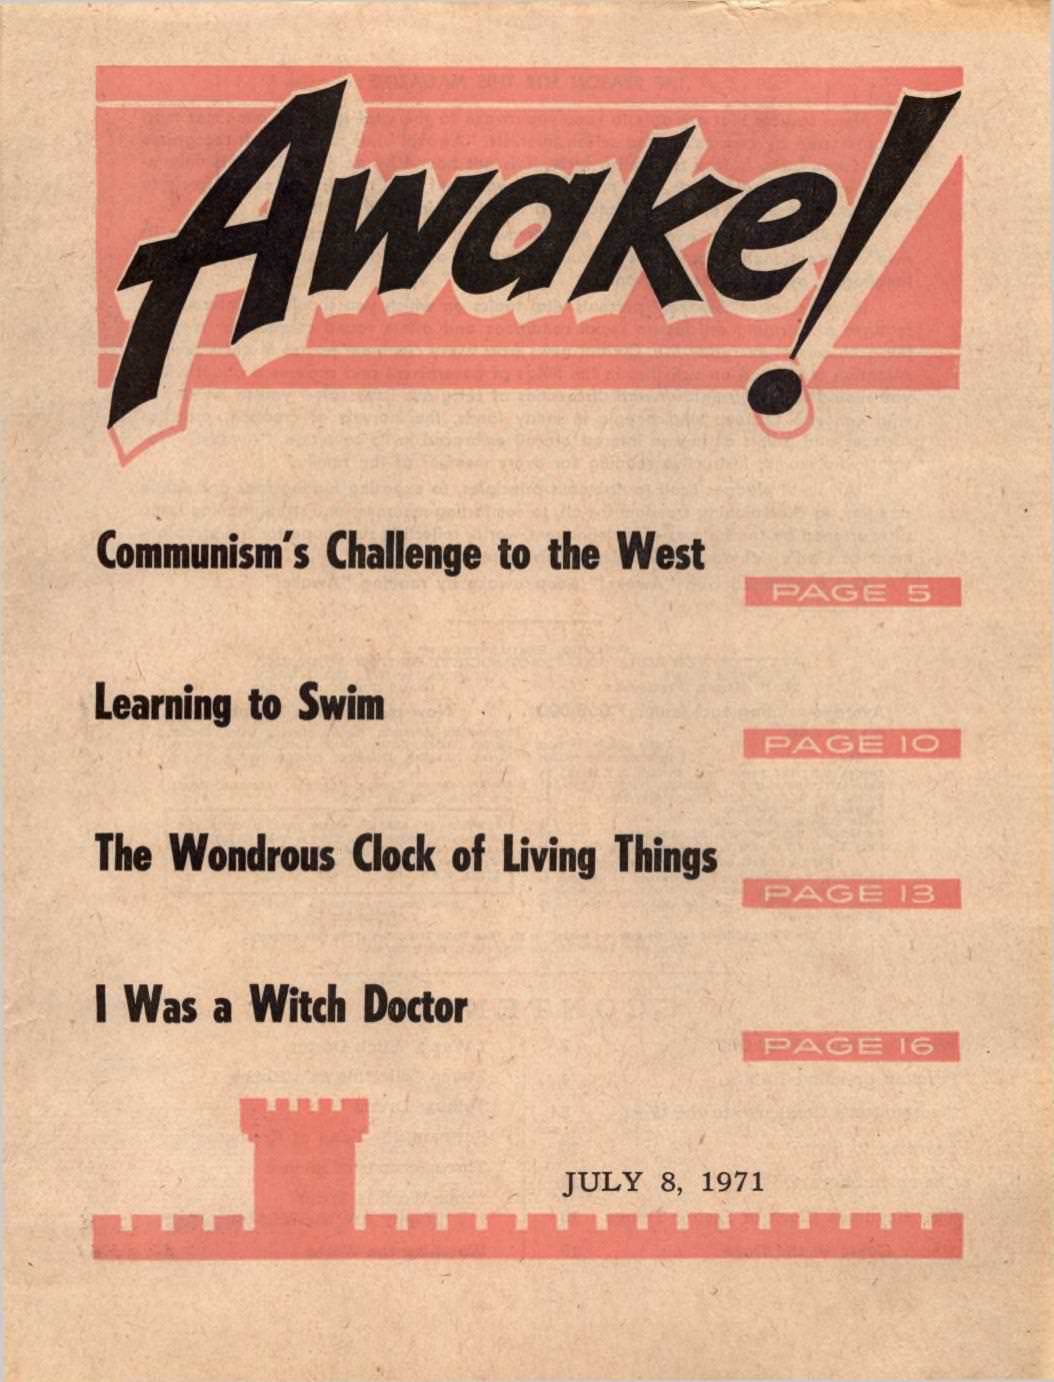 Awake!
Communism's Challenge to the West
PAGE 5
Learning to Swim
PAGE 10
The Wondrous Clock of Living Things
PAGE 13
I Was a Witch Doctor
PAGE 16
JULY 8, 1971